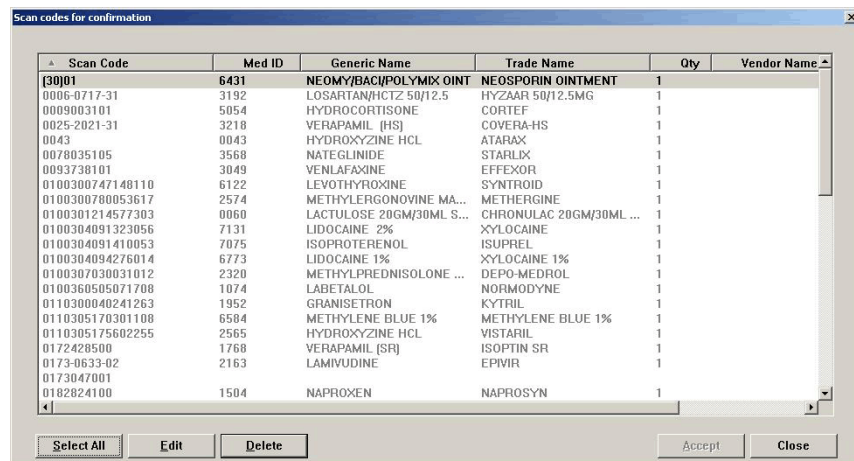 Scan codes for confirmation
Scan Code Med ID Generic Name Trade Name Qty Vendor Name
(30)01 6431 NEOMY/BACI/POLYMIX OINT NEOSPORIN OINTMENT 1
0006-0717-31 3192 LOSARTAN/HCTZ 50/12.5 HYZAAR 50/12.5MG 1
0009003101 5054 HYDROCORTISONE CORTEF 1
0025-2021-31 3218 VERAPAMIL (HS) COVERA-HS 1
0043 0043 HYDROXYZINE HCL ATARAX 1
0078035105 3568 NATEGLINIDE STARLIX 1
0093738101 3049 VENLAFAXINE EFFEXOR 1
0100300747148110 6122 LEVOTHYROXINE SYNTROID 1
0100300780053617 2574 METHYLERGONOVINE MA... METHERGINE 1
0100301214577303 0060 LACTULOSE 20GM/30ML S... CHRONULAC 20GM/30ML ... 1
0100304091323056 7131 LIDOCAINE 2% XYLOCAINE 1
0100304091410053 7075 ISOPROTERENOL ISUPREL 1
0100304094276014 6773 LIDOCAINE 1% XYLOCAINE 1% 1
0100307030031012 2320 METHYLPREDNISOLONE ... DEPO-MEDROL 1
0100360505071708 1074 LABETALOL NORMODYNE 1
0110300040241263 1952 GRANISETRON KYTRIL 1
0110305170301108 6584 METHYLENE BLUE 1% METHYLENE BLUE 1% 1
0110305175602255 2565 HYDROXYZINE HCL VISTARIL 1
0172428500 1768 VERAPAMIL (SR) ISOPTIN SR 1
0173-0633-02 2163 LAMIVUDINE EPIVIR 1
0173047001
0182824100 1504 NAPROXEN NAPROSYN 1
Select All Edit Delete Accept Close